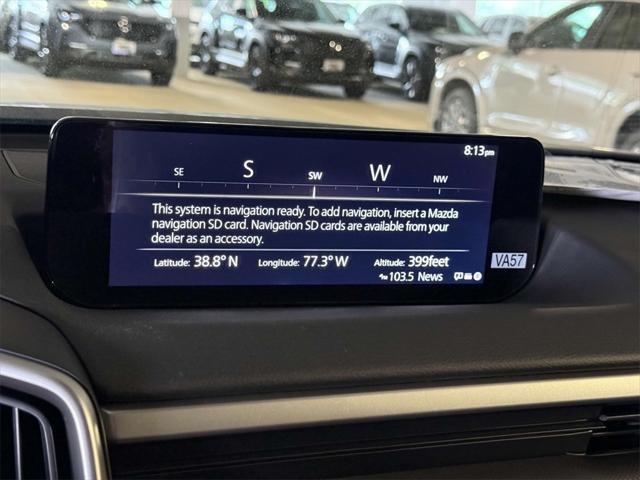 8:13pm
SE S SW W NW
This system is navigation ready. To add navigation, insert a Mazda
navigation SD card. Navigation SD cards are available from your
dealer as an accessory.
Latitude: 38.8° N Longitude: 77.3° W Altitude: 399feet
VA57
103.5 News